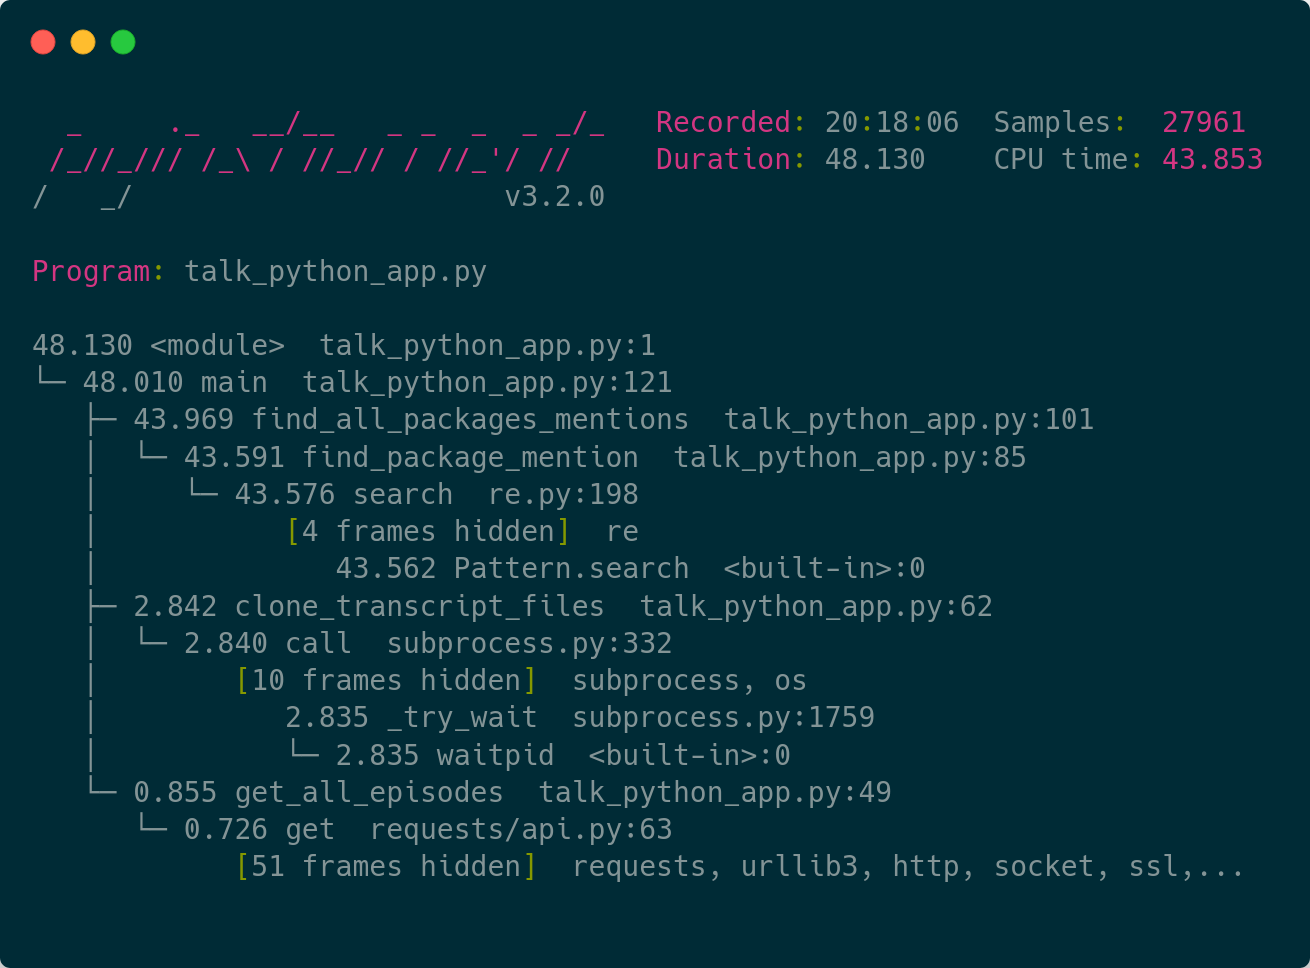 _     ._   __/__   _ _  _  _ _/_   Recorded: 20:18:06  Samples:  27961
 /_//_/// /_\ / //_// / //_'/ //     Duration: 48.130    CPU time: 43.853
/   _/                      v3.2.0

Program: talk_python_app.py

48.130 <module>  talk_python_app.py:1
└─ 48.010 main  talk_python_app.py:121
   ├─ 43.969 find_all_packages_mentions  talk_python_app.py:101
   │  └─ 43.591 find_package_mention  talk_python_app.py:85
   │     └─ 43.576 search  re.py:198
   │           [4 frames hidden]  re
   │              43.562 Pattern.search  <built-in>:0
   ├─ 2.842 clone_transcript_files  talk_python_app.py:62
   │  └─ 2.840 call  subprocess.py:332
   │        [10 frames hidden]  subprocess, os
   │           2.835 _try_wait  subprocess.py:1759
   │           └─ 2.835 waitpid  <built-in>:0
   └─ 0.855 get_all_episodes  talk_python_app.py:49
      └─ 0.726 get  requests/api.py:63
            [51 frames hidden]  requests, urllib3, http, socket, ssl,...